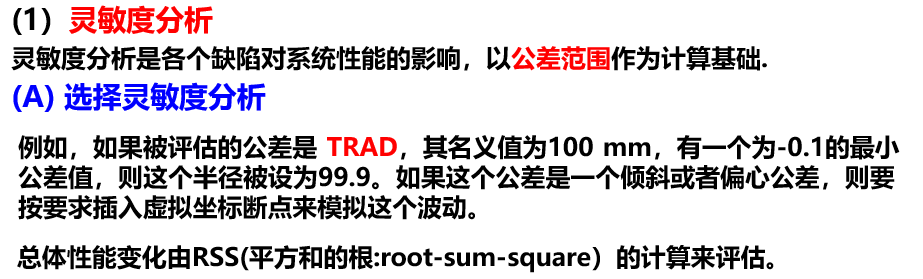 (1）灵敏度分析
灵敏度分析是各个缺陷对系统性能的影响，以公差范围作为计算基础.
(A) 选择灵敏度分析
例如，如果被评估的公差是 TRAD，其名义值为100 mm，有一个为-0.1的最小
公差值，则这个半径被设为99.9。如果这个公差是一个倾斜或者偏心公差，则要
按要求插入虚拟坐标断点来模拟这个波动。
总体性能变化由RSS(平方和的根:root-sum-square）的计算来评估。